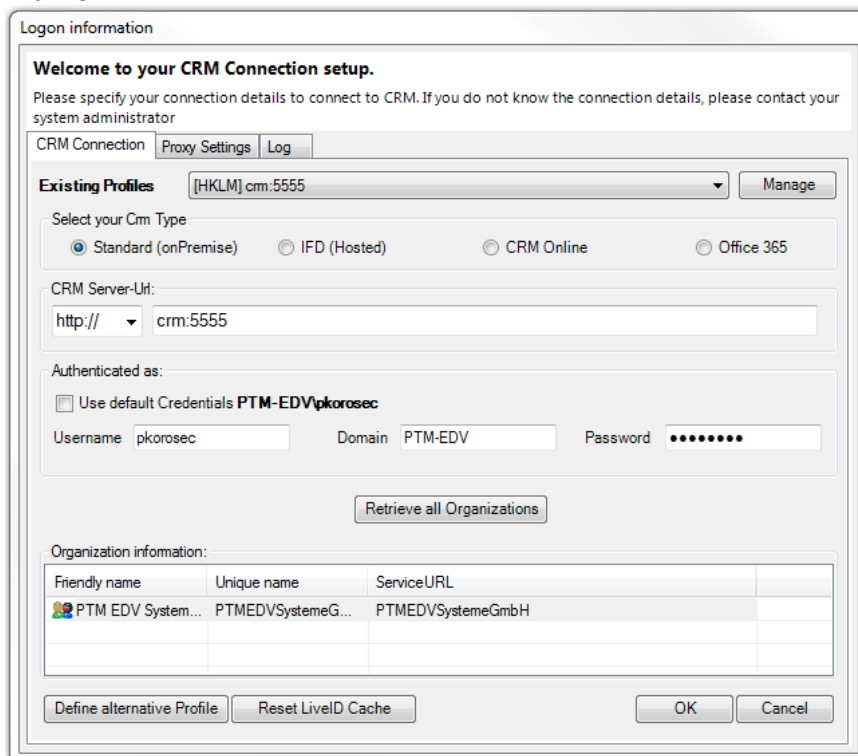 Logon information
Welcome to your CRM Connection setup.
Please specify your connection details to connect to CRM. If you do not know the connection details, please contact your
system administrator
CRM Connection Proxy Settings Log
Existing Profiles [HKLM] crm:5555 Manage
Select your Crm Type
Standard (onPremise) IFD (Hosted) CRM Online Office 365
CRM Server-Url:
http:// crm:5555
Authenticated as:
Use default Credentials PTM-EDV\pkorosec
Username pkorosec Domain PTM-EDV Password ●●●●●●●●
Retrieve all Organizations
Organization information:
Friendly name Unique name ServiceURL
PTM EDV System... PTMEDVSystemeG... PTMEDVSystemeGmbH
Define alternative Profile Reset LiveID Cache OK Cancel